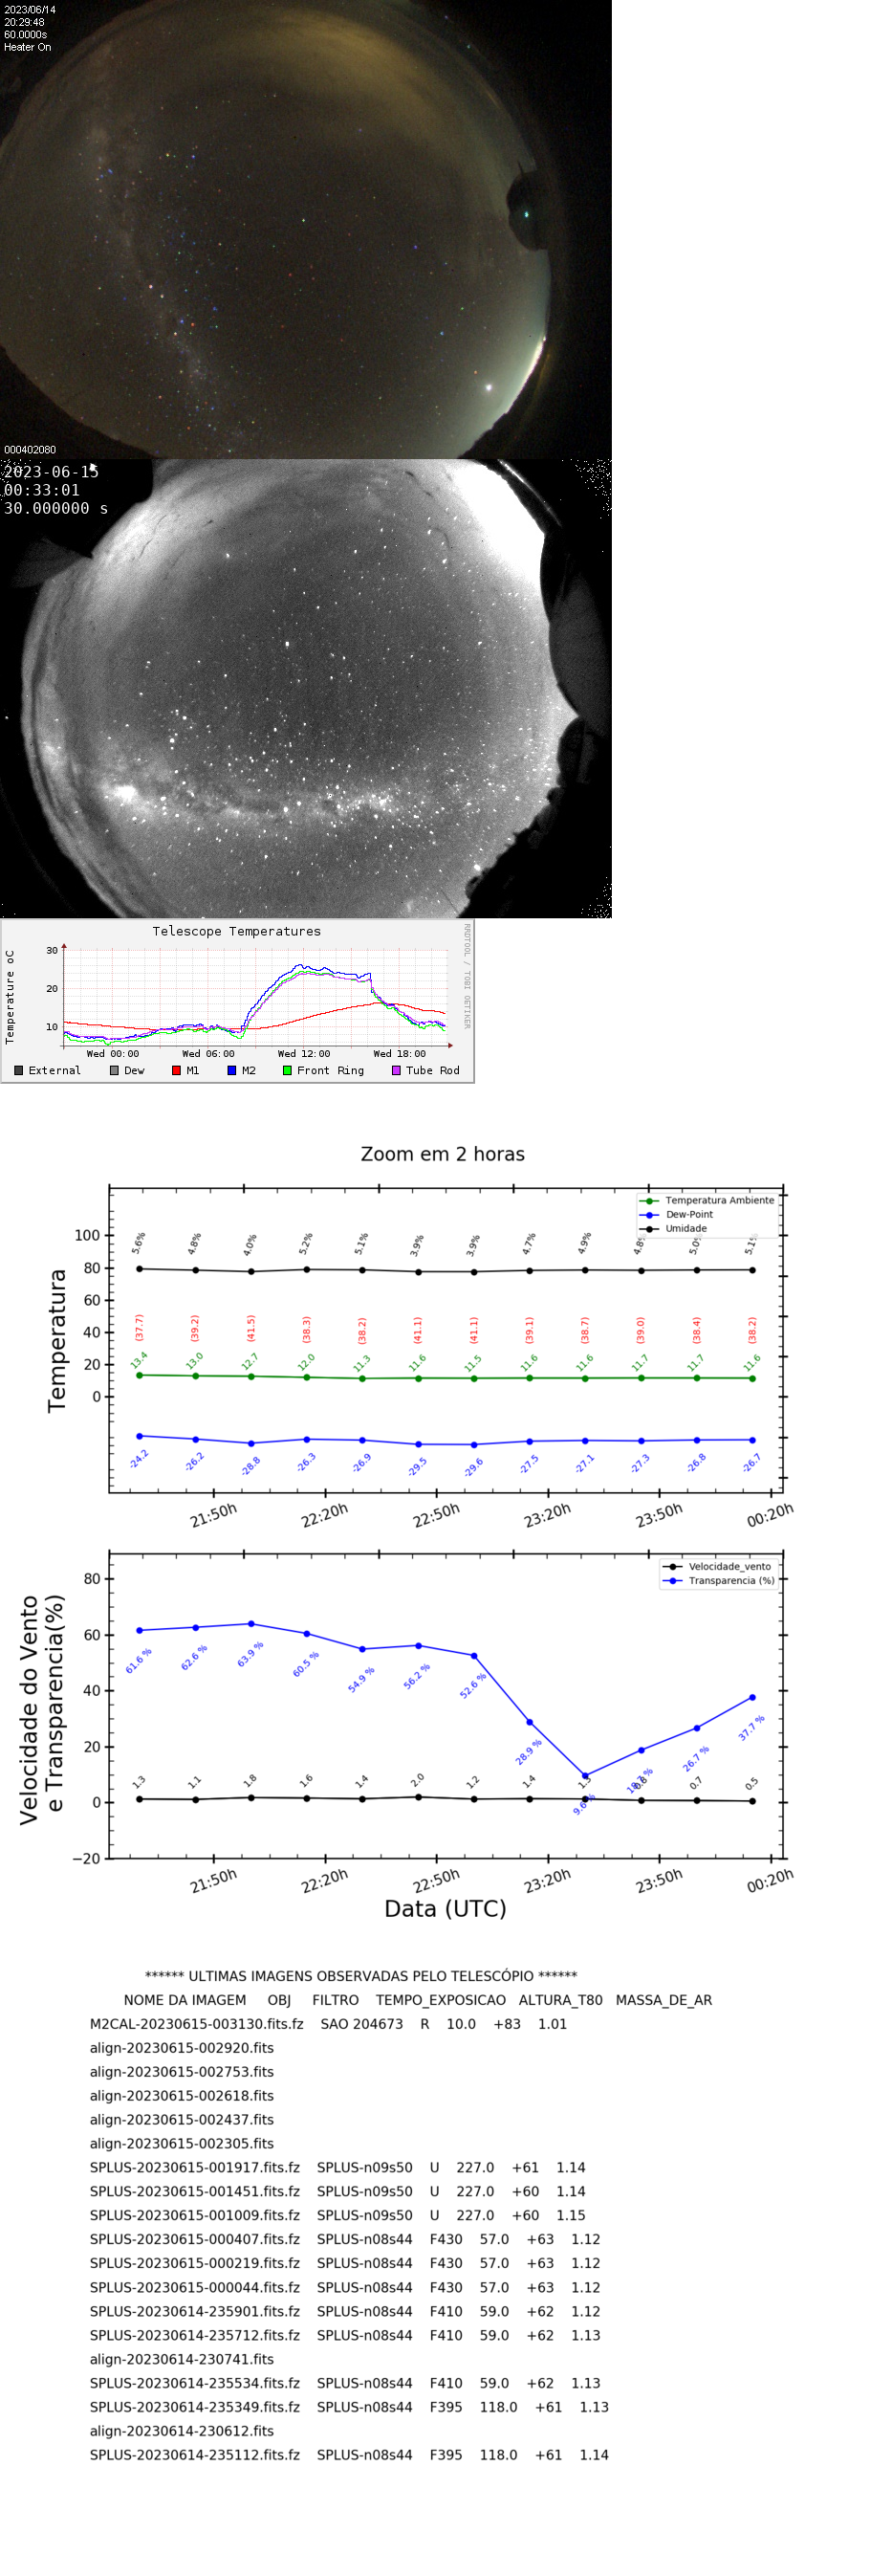 2023/06/14
20:29:48
60.0000s
Heater On
000402080
2023-06-15
00:33:01
30.000000 s
Telescope Temperatures
RRDTOOL / TOBI OETIKER
Temperature oC
30
20
10
Wed 00:00 Wed 06:00 Wed 12:00 Wed 18:00
External Dew M1 M2 Front Ring Tube Rod
Zoom em 2 horas
Temperatura Ambiente
Dew-Point
Umidade
Temperatura
100
80
60
40
20
0
5.6% 4.8% 4.0% 5.2% 5.1% 3.9% 3.9% 4.7% 4.9% 4.8% 5.0% 5.1%
(37.7) (39.2) (41.5) (38.3) (38.2) (41.1) (41.1) (39.1) (38.7) (39.0) (38.4) (38.2)
13.4 13.0 12.7 12.0 11.3 11.6 11.5 11.6 11.6 11.7 11.7 11.6
-24.2 -26.2 -28.8 -26.3 -26.9 -29.5 -29.6 -27.5 -27.1 -27.3 -26.8 -26.7
21:50h 22:20h 22:50h 23:20h 23:50h 00:20h
Velocidade_vento
Transparencia (%)
Velocidade do Vento
e Transparencia(%)
80
60
40
20
0
−20
61.6 % 62.6 % 63.9 % 60.5 % 54.9 % 56.2 % 52.6 % 28.9 % 9.6 % 26.7 % 37.7 %
1.3 1.1 1.8 1.6 1.4 2.0 1.2 1.4 1.3 0.8 0.7 0.5
21:50h 22:20h 22:50h 23:20h 23:50h 00:20h
Data (UTC)
****** ULTIMAS IMAGENS OBSERVADAS PELO TELESCÓPIO ******
NOME DA IMAGEM OBJ FILTRO TEMPO_EXPOSICAO ALTURA_T80 MASSA_DE_AR
M2CAL-20230615-003130.fits.fz SAO 204673 R 10.0 +83 1.01
align-20230615-002920.fits
align-20230615-002753.fits
align-20230615-002618.fits
align-20230615-002437.fits
align-20230615-002305.fits
SPLUS-20230615-001917.fits.fz SPLUS-n09s50 U 227.0 +61 1.14
SPLUS-20230615-001451.fits.fz SPLUS-n09s50 U 227.0 +60 1.14
SPLUS-20230615-001009.fits.fz SPLUS-n09s50 U 227.0 +60 1.15
SPLUS-20230615-000407.fits.fz SPLUS-n08s44 F430 57.0 +63 1.12
SPLUS-20230615-000219.fits.fz SPLUS-n08s44 F430 57.0 +63 1.12
SPLUS-20230615-000044.fits.fz SPLUS-n08s44 F430 57.0 +63 1.12
SPLUS-20230614-235901.fits.fz SPLUS-n08s44 F410 59.0 +62 1.12
SPLUS-20230614-235712.fits.fz SPLUS-n08s44 F410 59.0 +62 1.13
align-20230614-230741.fits
SPLUS-20230614-235534.fits.fz SPLUS-n08s44 F410 59.0 +62 1.13
SPLUS-20230614-235349.fits.fz SPLUS-n08s44 F395 118.0 +61 1.13
align-20230614-230612.fits
SPLUS-20230614-235112.fits.fz SPLUS-n08s44 F395 118.0 +61 1.14